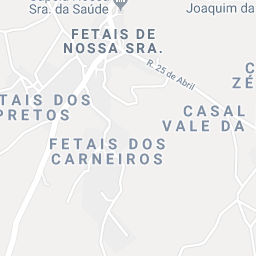 Sra. da Saúde
Joaquim da
FETAIS DE
NOSSA SRA.
R. 25 de Abril
TAIS DOS
PRETOS
CASAL
VALE DA
FETAIS DOS
CARNEIROS